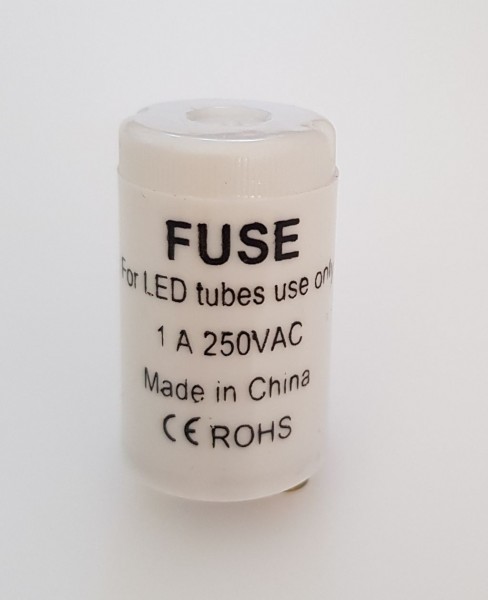 FUSE
For LED tubes use only
1 A 250VAC
Made in China
CE ROHS